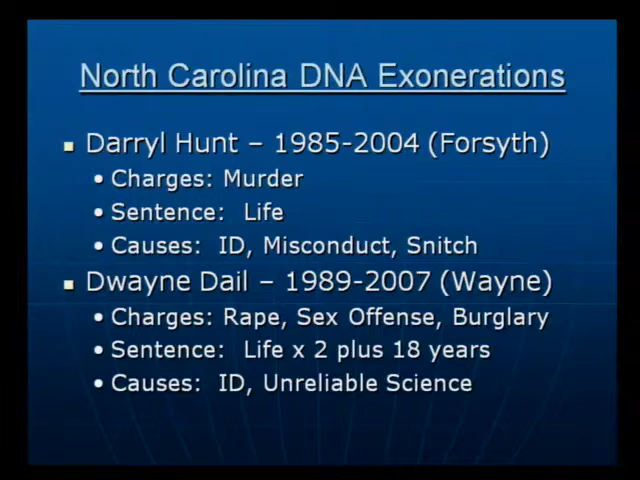 North Carolina DNA Exonerations
Darryl Hunt – 1985-2004 (Forsyth)
Charges: Murder
Sentence: Life
Causes: ID, Misconduct, Snitch
Dwayne Dail – 1989-2007 (Wayne)
Charges: Rape, Sex Offense, Burglary
Sentence: Life x 2 plus 18 years
Causes: ID, Unreliable Science